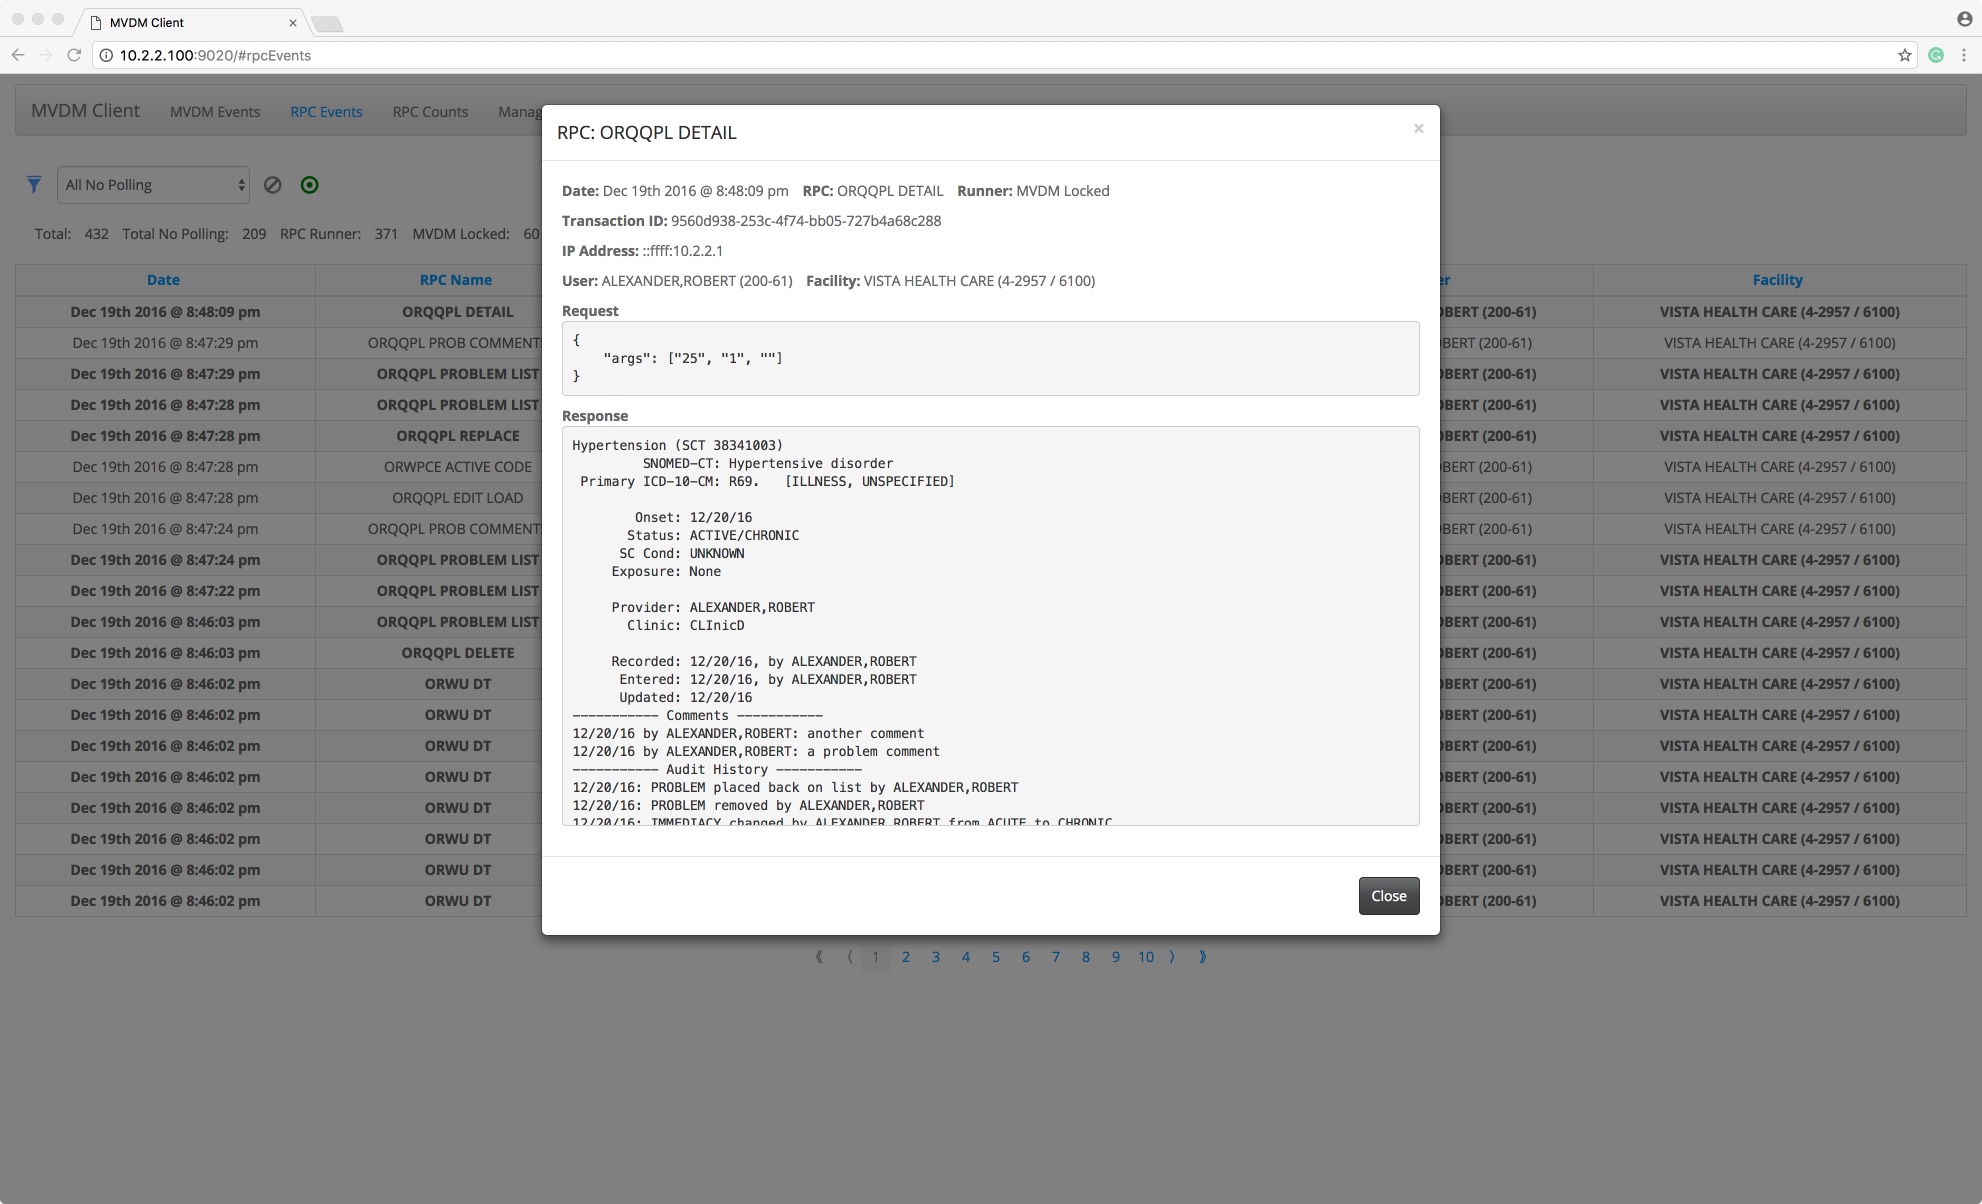 MVDM Client
10.2.2.100:9020/#rpcEvents
MVDM Client MVDM Events RPC Events RPC Counts
All No Polling
Total: 432 Total No Polling: 209 RPC Runner: 371 MVDM Locked: 60
Date RPC Name Facility
Dec 19th 2016 @ 8:48:09 pm ORQQPL DETAIL (200-61) VISTA HEALTH CARE (4-2957 / 6100)
Dec 19th 2016 @ 8:47:29 pm ORQQPL PROB (200-61) VISTA HEALTH CARE (4-2957 / 6100)
Dec 19th 2016 @ 8:47:29 pm ORQQPL PROBLEM LIST (200-61) VISTA HEALTH CARE (4-2957 / 6100)
Dec 19th 2016 @ 8:47:28 pm ORQQPL PROBLEM LIST (200-61) VISTA HEALTH CARE (4-2957 / 6100)
Dec 19th 2016 @ 8:47:28 pm ORQQPL REPLACE (200-61) VISTA HEALTH CARE (4-2957 / 6100)
Dec 19th 2016 @ 8:47:28 pm ORWPCE ACTIVE CODE (200-61) VISTA HEALTH CARE (4-2957 / 6100)
Dec 19th 2016 @ 8:47:28 pm ORQQPL EDIT LOAD (200-61) VISTA HEALTH CARE (4-2957 / 6100)
Dec 19th 2016 @ 8:47:24 pm ORQQPL PROB (200-61) VISTA HEALTH CARE (4-2957 / 6100)
Dec 19th 2016 @ 8:47:24 pm ORQQPL PROBLEM LIST (200-61) VISTA HEALTH CARE (4-2957 / 6100)
Dec 19th 2016 @ 8:47:22 pm ORQQPL PROBLEM LIST (200-61) VISTA HEALTH CARE (4-2957 / 6100)
Dec 19th 2016 @ 8:46:03 pm ORQQPL PROBLEM LIST (200-61) VISTA HEALTH CARE (4-2957 / 6100)
Dec 19th 2016 @ 8:46:03 pm ORQQPL DELETE (200-61) VISTA HEALTH CARE (4-2957 / 6100)
Dec 19th 2016 @ 8:46:02 pm ORWU DT (200-61) VISTA HEALTH CARE (4-2957 / 6100)
Dec 19th 2016 @ 8:46:02 pm ORWU DT (200-61) VISTA HEALTH CARE (4-2957 / 6100)
Dec 19th 2016 @ 8:46:02 pm ORWU DT (200-61) VISTA HEALTH CARE (4-2957 / 6100)
Dec 19th 2016 @ 8:46:02 pm ORWU DT (200-61) VISTA HEALTH CARE (4-2957 / 6100)
Dec 19th 2016 @ 8:46:02 pm ORWU DT (200-61) VISTA HEALTH CARE (4-2957 / 6100)
Dec 19th 2016 @ 8:46:02 pm ORWU DT (200-61) VISTA HEALTH CARE (4-2957 / 6100)
Dec 19th 2016 @ 8:46:02 pm ORWU DT (200-61) VISTA HEALTH CARE (4-2957 / 6100)
Dec 19th 2016 @ 8:46:02 pm ORWU DT (200-61) VISTA HEALTH CARE (4-2957 / 6100)
RPC: ORQQPL DETAIL ×
Date: Dec 19th 2016 @ 8:48:09 pm RPC: ORQQPL DETAIL Runner: MVDM Locked
Transaction ID: 9560d938-253c-4f74-bb05-727b4a68c288
IP Address: ::ffff:10.2.2.1
User: ALEXANDER,ROBERT (200-61) Facility: VISTA HEALTH CARE (4-2957 / 6100)
Request
{
"args": ["25", "1", ""]
}
Response
Hypertension (SCT 38341003)
SNOMED-CT: Hypertensive disorder
Primary ICD-10-CM: R69. [ILLNESS, UNSPECIFIED]
Onset: 12/20/16
Status: ACTIVE/CHRONIC
SC Cond: UNKNOWN
Exposure: None
Provider: ALEXANDER,ROBERT
Clinic: CLInicD
Recorded: 12/20/16, by ALEXANDER,ROBERT
Entered: 12/20/16, by ALEXANDER,ROBERT
Updated: 12/20/16
----------- Comments -----------
12/20/16 by ALEXANDER,ROBERT: another comment
12/20/16 by ALEXANDER,ROBERT: a problem comment
----------- Audit History -----------
12/20/16: PROBLEM placed back on list by ALEXANDER,ROBERT
12/20/16: PROBLEM removed by ALEXANDER,ROBERT
12/20/16: IMMEDIACY changed by ALEXANDER,ROBERT from ACUTE to CHRONIC
Close
⟪ ⟨ 1 2 3 4 5 6 7 8 9 10 ⟩ ⟫